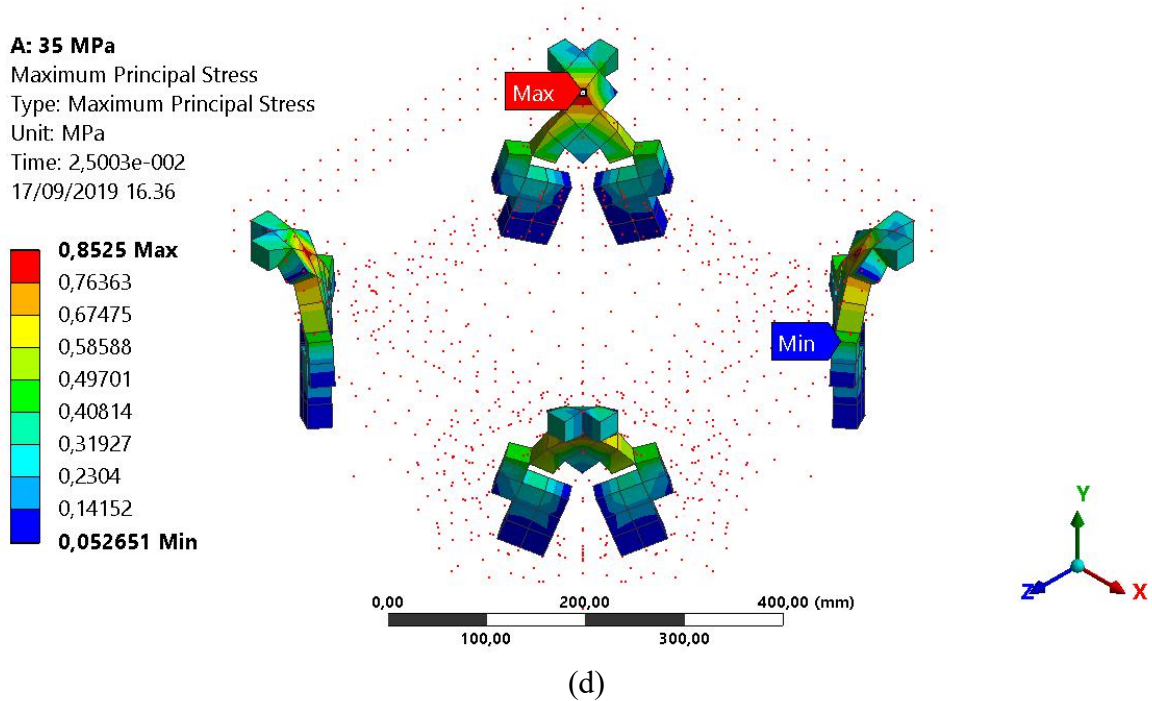 A: 35 MPa
Maximum Principal Stress
Type: Maximum Principal Stress
Unit: MPa
Time: 2,5003e-002
17/09/2019 16.36
0,8525 Max
0,76363
0,67475
0,58588
0,49701
0,40814
0,31927
0,2304
0,14152
0,052651 Min
Max
Min
0,00 200,00 400,00 (mm)
100,00 300,00
Y
Z X
(d)